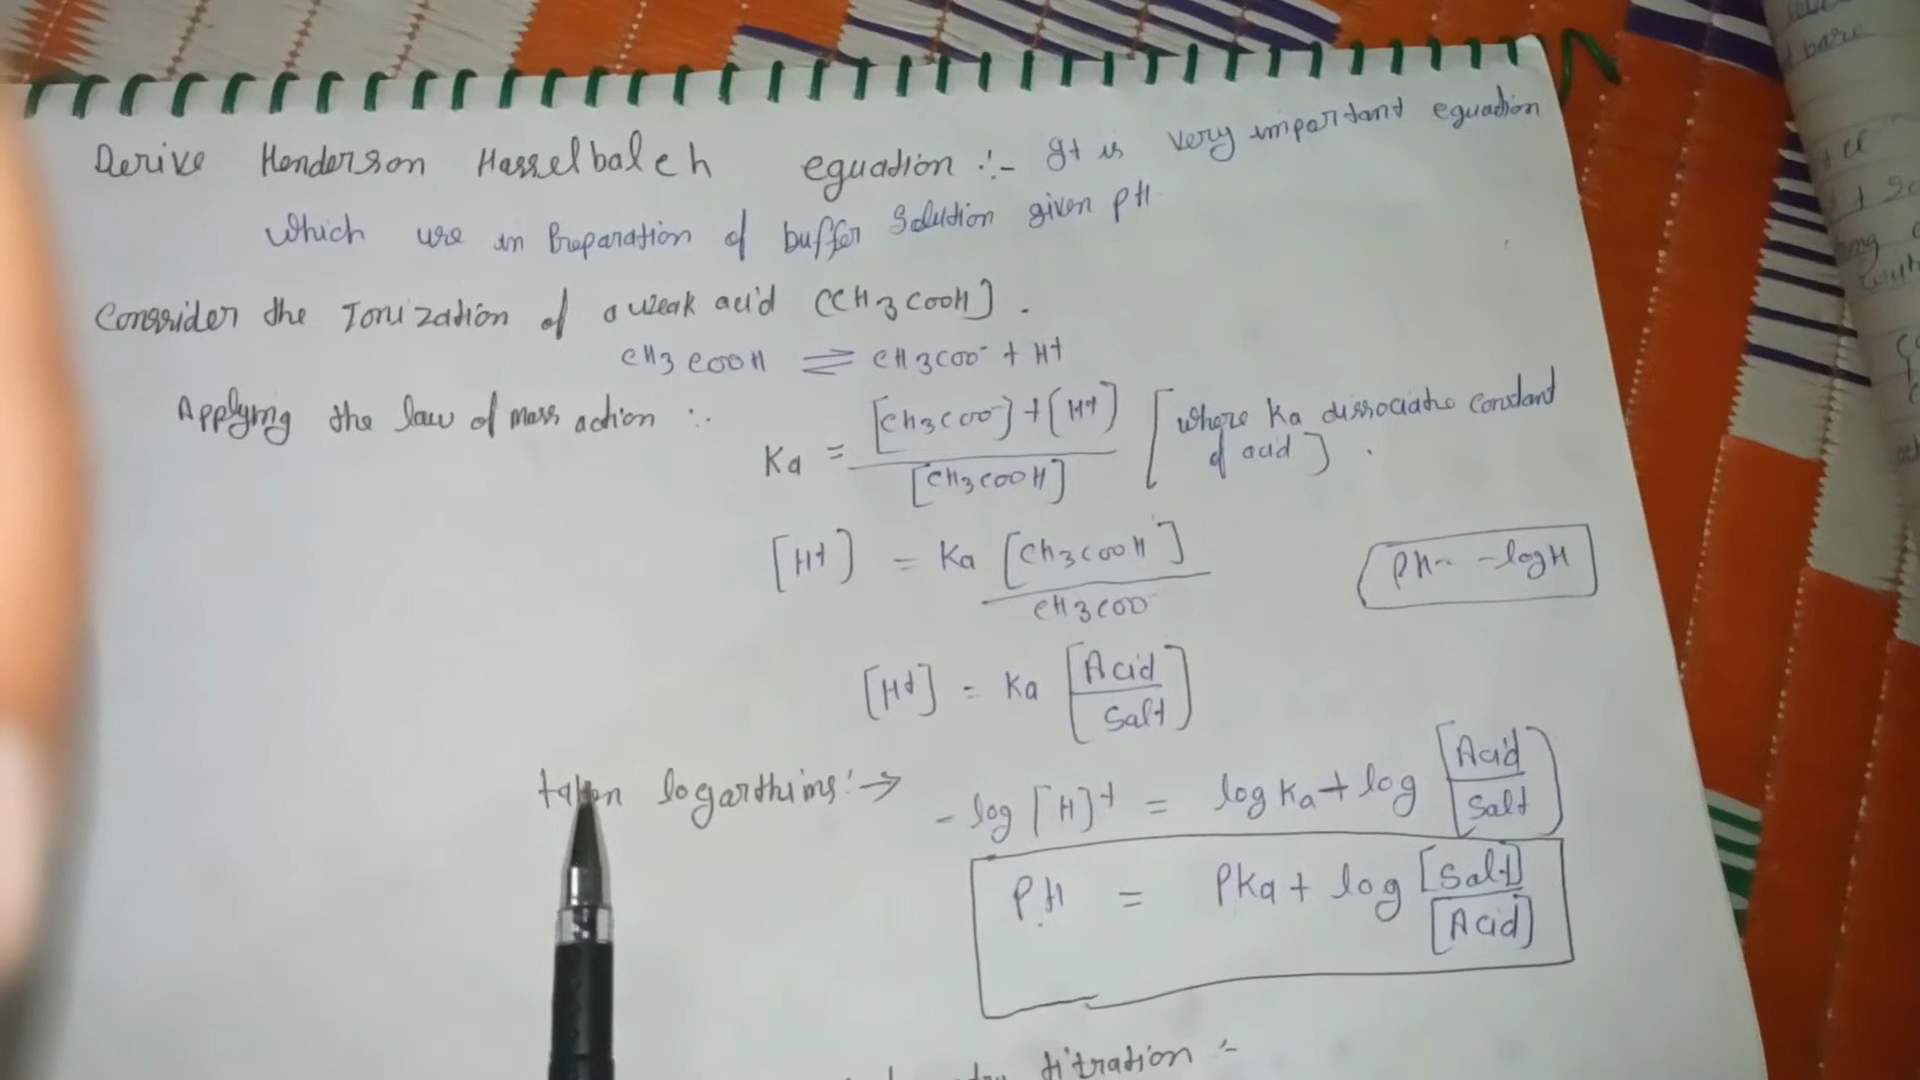 Derive Henderson Hasselbalch equation :- It is very important equation
which use in Preparation of buffer solution given pH.
Consider the Ionization of a weak acid (CH3COOH].
CH3COOH ⇌ CH3COO- + H+
Applying the law of mass action :.
Ka = [CH3COO-] + [H+] / [CH3COOH] [where Ka dissociatio constant of acid].
[H+] = Ka [CH3COOH] / CH3COO
PH = -logH
[H+] = Ka [Acid / Salt]
taken logarthims :→ -log [H]+ = log Ka + log [Acid / Salt]
PH = PKa + log [Salt] / [Acid]
titration :-